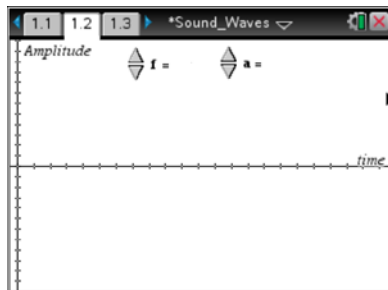 1.1 1.2 1.3 *Sound_Waves
Amplitude f = a =
time